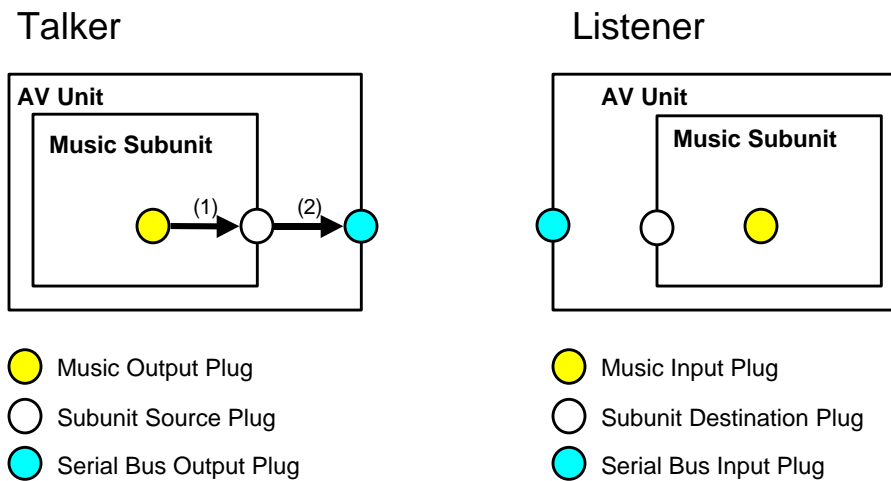 Talker
Listener
AV Unit
Music Subunit
(1)
(2)
AV Unit
Music Subunit
Music Output Plug
Subunit Source Plug
Serial Bus Output Plug
Music Input Plug
Subunit Destination Plug
Serial Bus Input Plug